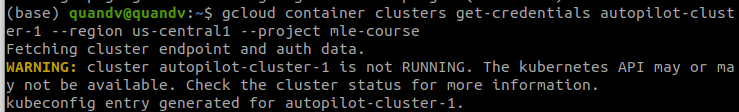 (base) quandv@quandv:~$ gcloud container clusters get-credentials autopilot-clust
er-1 --region us-central1 --project mle-course
Fetching cluster endpoint and auth data.
WARNING: cluster autopilot-cluster-1 is not RUNNING. The kubernetes API may or ma
y not be available. Check the cluster status for more information.
kubeconfig entry generated for autopilot-cluster-1.